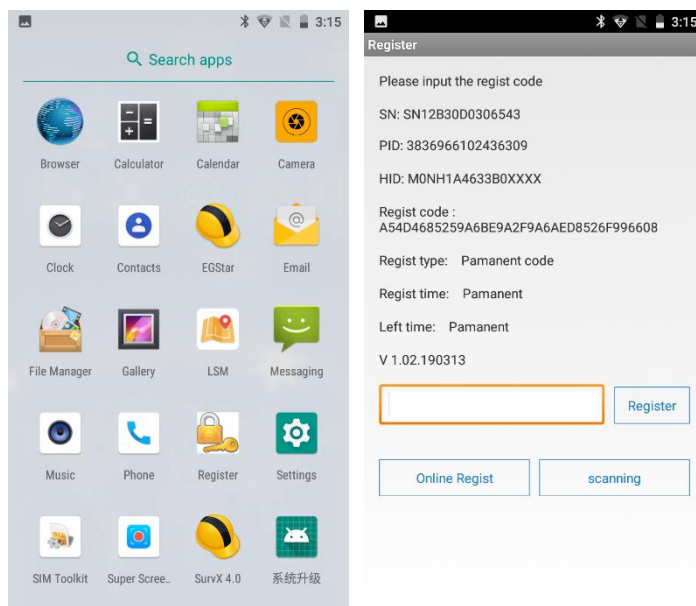 3:15
Search apps
Browser Calculator Calendar Camera
Clock Contacts EGStar Email
File Manager Gallery LSM Messaging
Music Phone Register Settings
SIM Toolkit Super Scree.. SurvX 4.0 系统升级
3:15
Register
Please input the regist code
SN: SN12B30D0306543
PID: 3836966102436309
HID: M0NH1A4633B0XXXX
Regist code :
A54D4685259A6BE9A2F9A6AED8526F996608
Regist type: Pamanent code
Regist time: Pamanent
Left time: Pamanent
V 1.02.190313
Register
Online Regist scanning